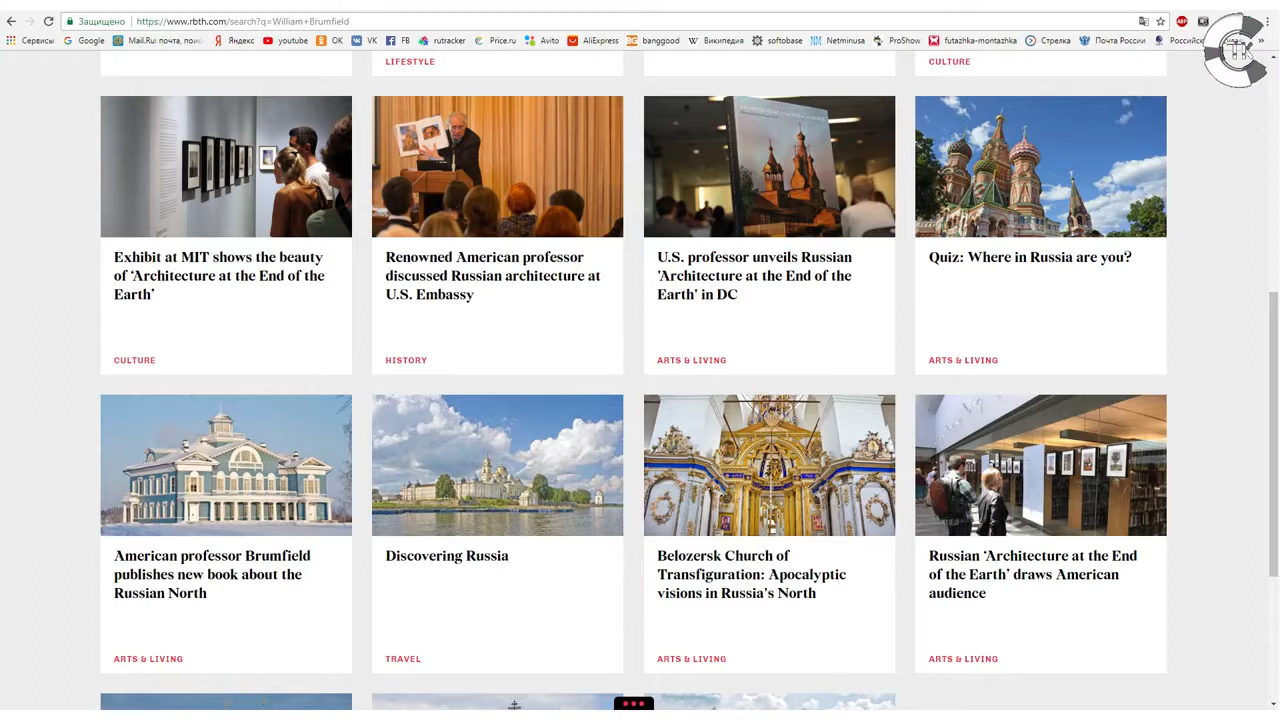 Защищено https://www.rbth.com/search?q=William+Brumfield
Сервисы Google Mail.Ru: почта, поис Яндекс youtube OK VK FB rutracker Price.ru Avito AliExpress banggood Википедия softobase Netminusa ProShow futazhka-montazhka Стрелка Почта России Российск »
LIFESTYLE
CULTURE
Exhibit at MIT shows the beauty
of ‘Architecture at the End of the
Earth’
CULTURE
Renowned American professor
discussed Russian architecture at
U.S. Embassy
HISTORY
U.S. professor unveils Russian
'Architecture at the End of the
Earth' in DC
ARTS & LIVING
Quiz: Where in Russia are you?
ARTS & LIVING
American professor Brumfield
publishes new book about the
Russian North
ARTS & LIVING
Discovering Russia
TRAVEL
Belozersk Church of
Transfiguration: Apocalyptic
visions in Russia's North
ARTS & LIVING
Russian ‘Architecture at the End
of the Earth’ draws American
audience
ARTS & LIVING